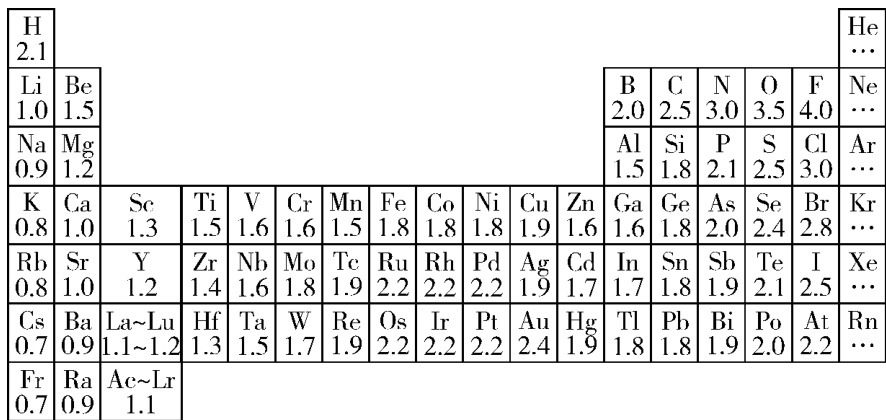 H He
2.1 ...
Li Be B C N O F Ne
1.0 1.5 2.0 2.5 3.0 3.5 4.0 ...
Na Mg Al Si P S Cl Ar
0.9 1.2 1.5 1.8 2.1 2.5 3.0 ...
K Ca Sc Ti V Cr Mn Fe Co Ni Cu Zn Ga Ge As Se Br Kr
0.8 1.0 1.3 1.5 1.6 1.6 1.5 1.8 1.8 1.8 1.9 1.6 1.6 1.8 2.0 2.4 2.8 ...
Rb Sr Y Zr Nb Mo Tc Ru Rh Pd Ag Cd In Sn Sb Te I Xe
0.8 1.0 1.2 1.4 1.6 1.8 1.9 2.2 2.2 2.2 1.9 1.7 1.7 1.8 1.9 2.1 2.5 ...
Cs Ba La~Lu Hf Ta W Re Os Ir Pt Au Hg Tl Pb Bi Po At Rn
0.7 0.9 1.1~1.2 1.3 1.5 1.7 1.9 2.2 2.2 2.2 2.4 1.9 1.8 1.8 1.9 2.0 2.2 ...
Fr Ra Ac~Lr
0.7 0.9 1.1